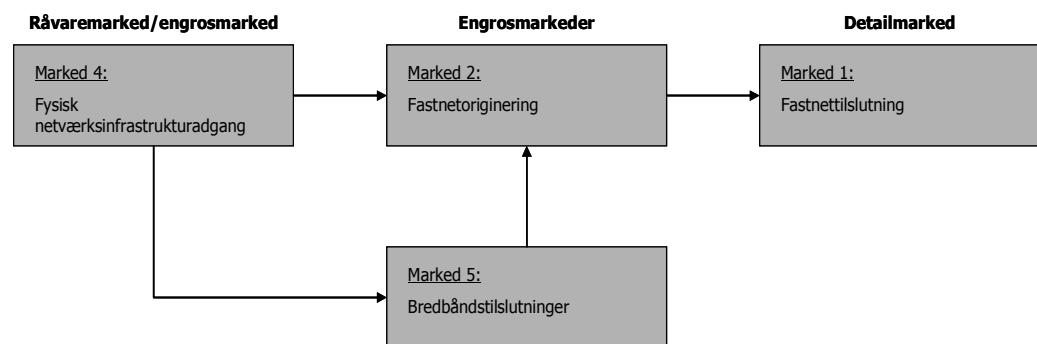 Råvaremarked/engrosmarked
Engrosmarkeder
Detailmarked
Marked 4:
Fysisk
netværksinfrastrukturadgang
Marked 2:
Fastnetoriginering
Marked 1:
Fastnettilslutning
Marked 5:
Bredbåndstilslutninger